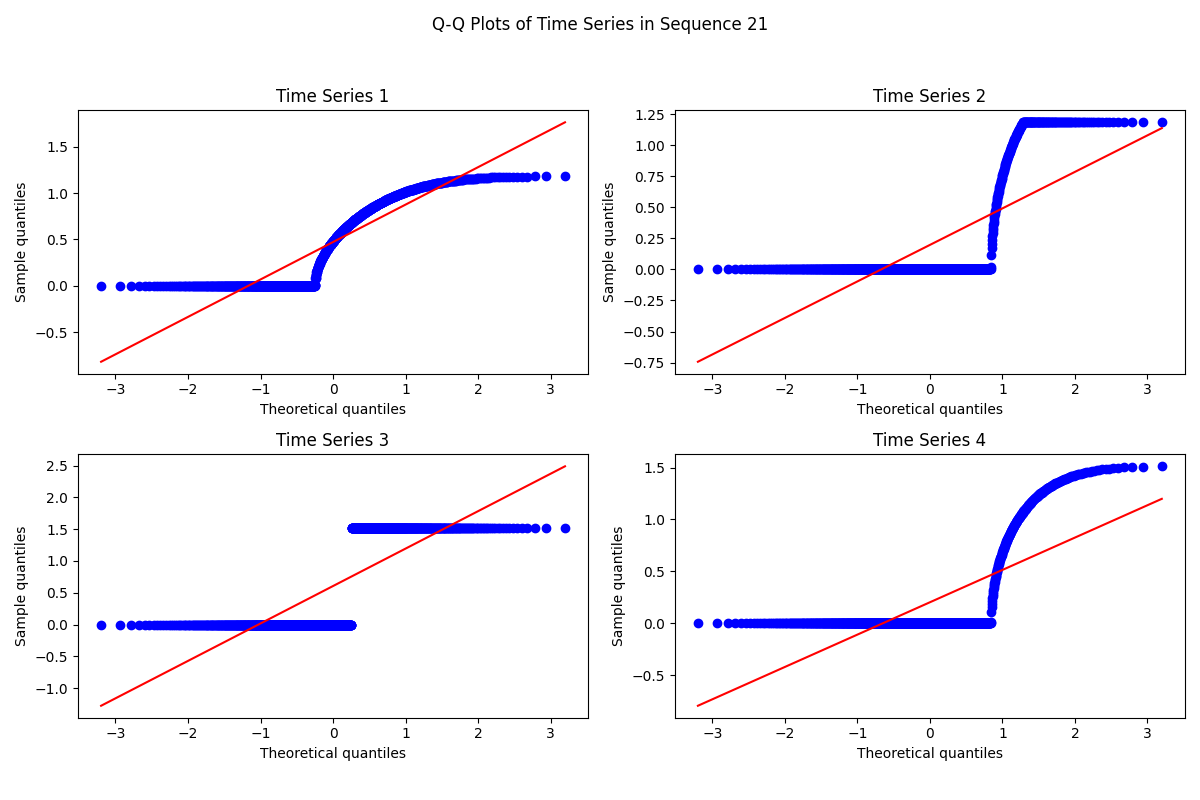 Q-Q Plots of Time Series in Sequence 21
Time Series 1
Sample quantiles
1.5
1.0
0.5
0.0
−0.5
−3 −2 −1 0 1 2 3
Theoretical quantiles
Time Series 2
Sample quantiles
1.25
1.00
0.75
0.50
0.25
0.00
−0.25
−0.50
−0.75
−3 −2 −1 0 1 2 3
Theoretical quantiles
Time Series 3
Sample quantiles
2.5
2.0
1.5
1.0
0.5
0.0
−0.5
−1.0
−3 −2 −1 0 1 2 3
Theoretical quantiles
Time Series 4
Sample quantiles
1.5
1.0
0.5
0.0
−0.5
−3 −2 −1 0 1 2 3
Theoretical quantiles